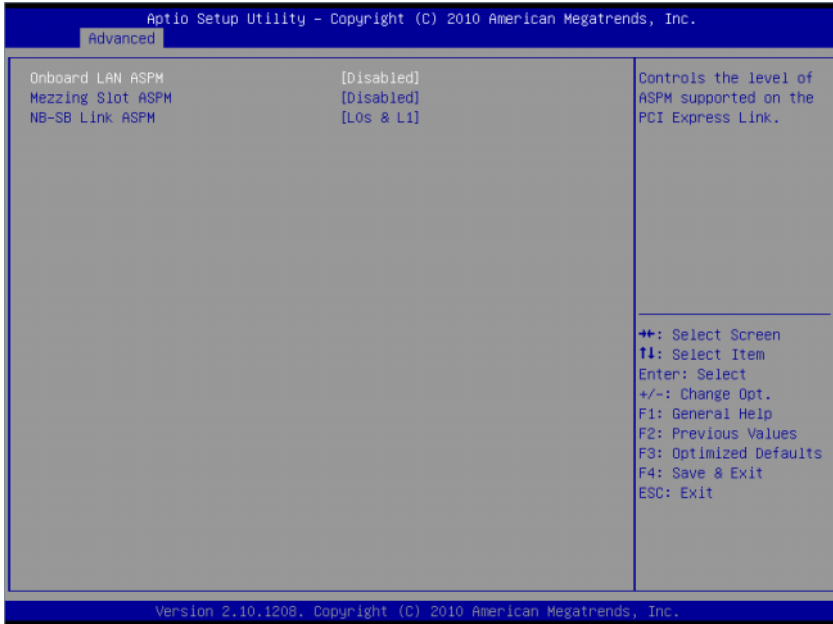 Aptio Setup Utility – Copyright (C) 2010 American Megatrends, Inc.
Advanced
Onboard LAN ASPM [Disabled]
Mezzing Slot ASPM [Disabled]
NB-SB Link ASPM [L0s & L1]
Controls the level of
ASPM supported on the
PCI Express Link.
→←: Select Screen
↑↓: Select Item
Enter: Select
+/-: Change Opt.
F1: General Help
F2: Previous Values
F3: Optimized Defaults
F4: Save & Exit
ESC: Exit
Version 2.10.1208. Copyright (C) 2010 American Megatrends, Inc.